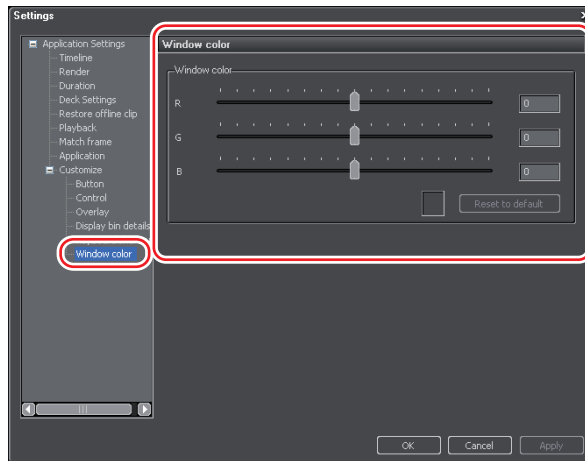 Settings
Application Settings
Timeline
Render
Duration
Deck Settings
Restore offline clip
Playback
Match frame
Application
Customize
Button
Control
Overlay
Display bin details
Window color
Window color
Window color
R
0
G
0
B
0
Reset to default
OK
Cancel
Apply